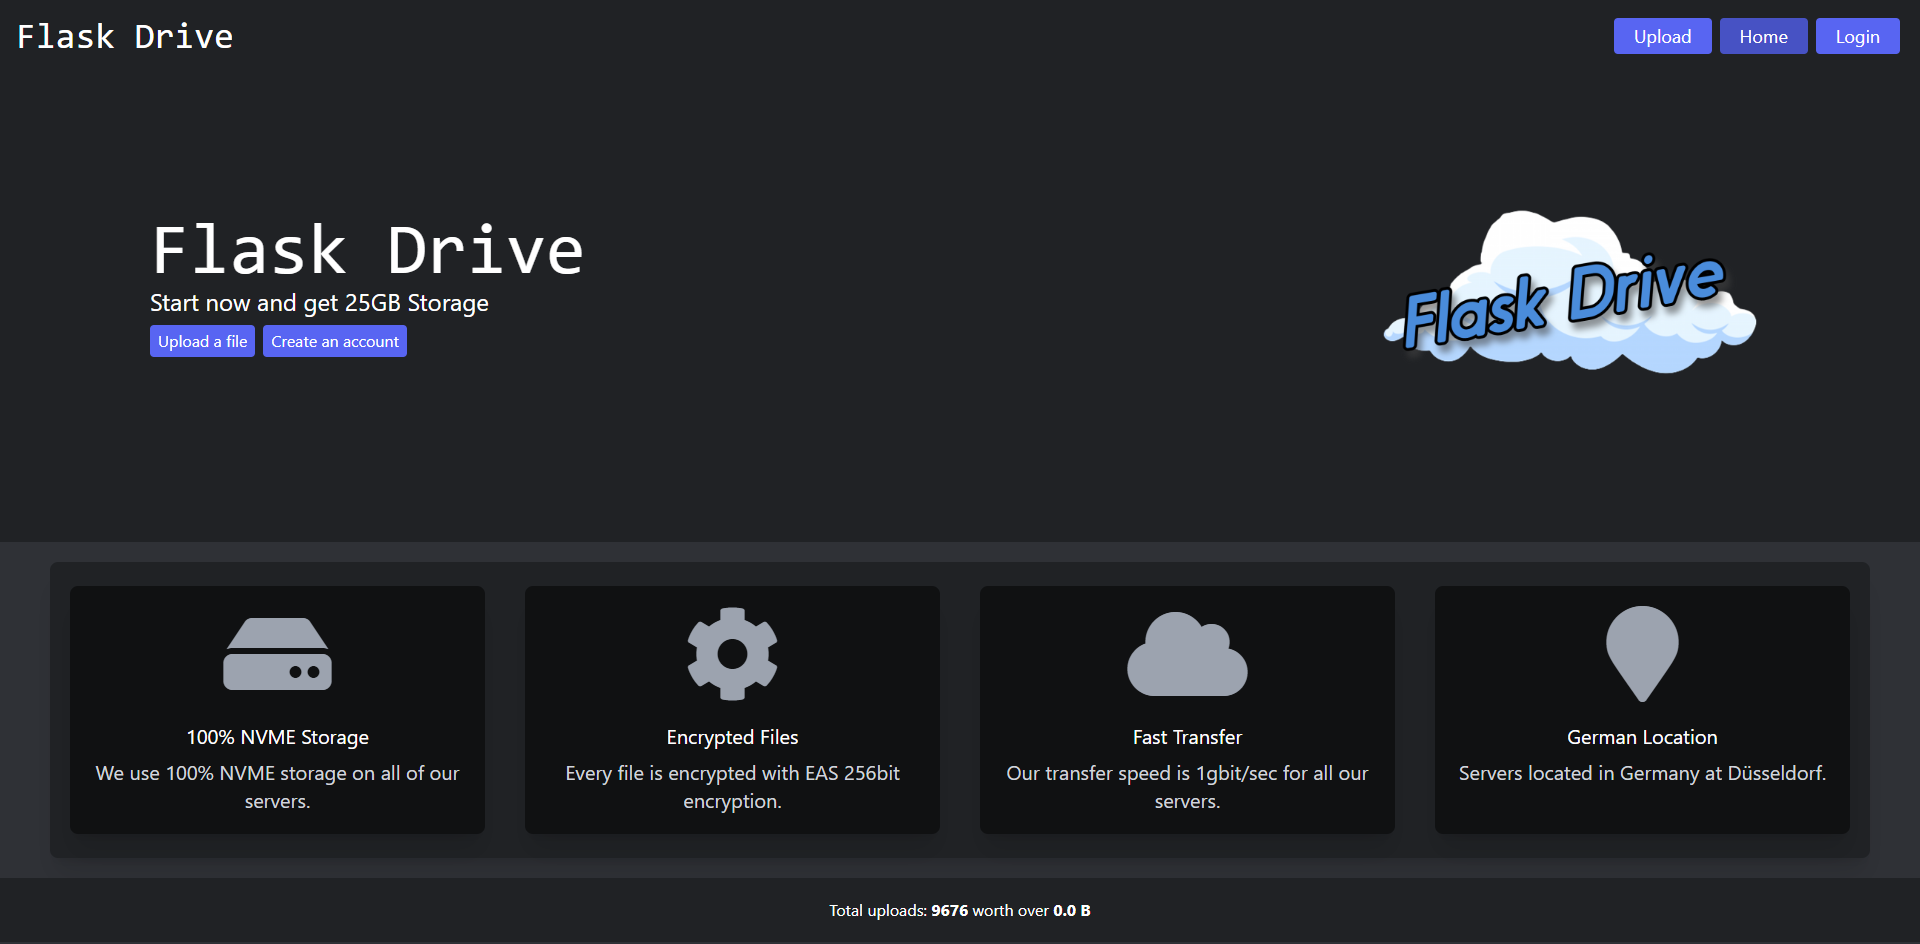 Flask Drive
Upload
Home
Login
Flask Drive
Start now and get 25GB Storage
Upload a file
Create an account
Flask Drive
100% NVME Storage
We use 100% NVME storage on all of our
servers.
Encrypted Files
Every file is encrypted with EAS 256bit
encryption.
Fast Transfer
Our transfer speed is 1gbit/sec for all our
servers.
German Location
Servers located in Germany at Düsseldorf.
Total uploads: 9676 worth over 0.0 B